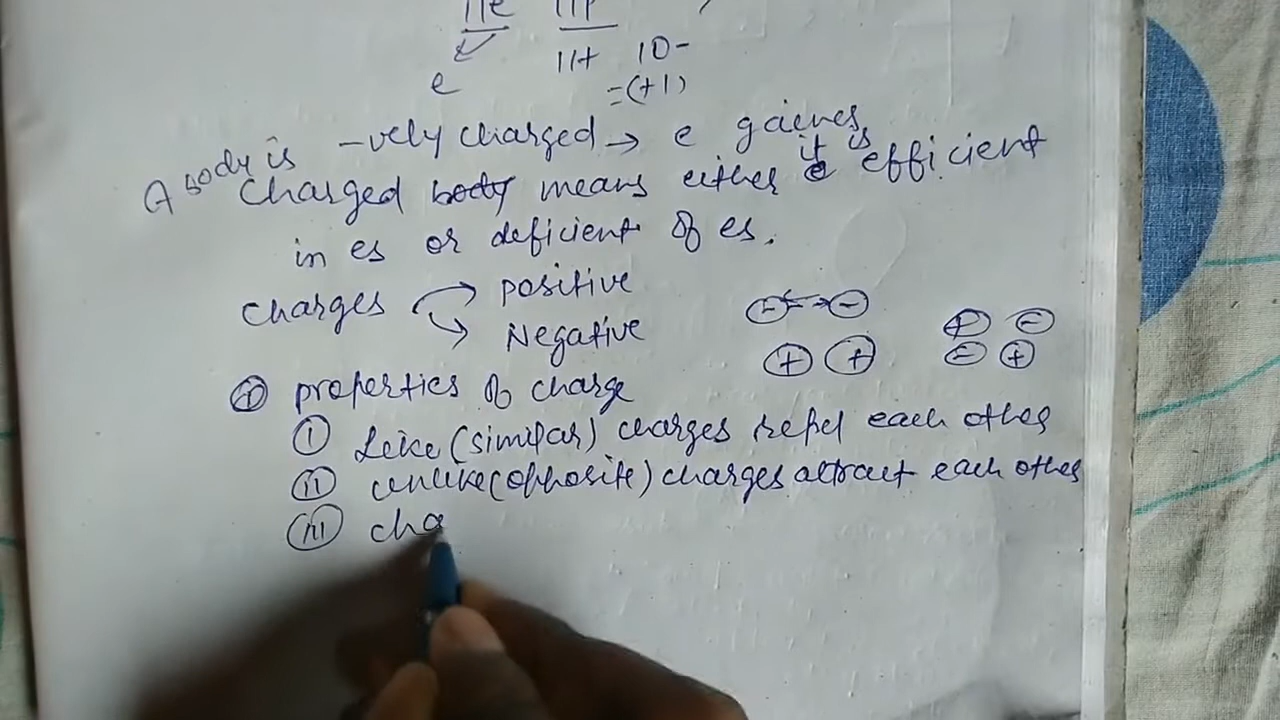 11e 11p
e
11+ 10-
=(+1)
-vely charged → e gaines
A body is charged body means either e it is efficient
in es or deficient of es.
charges → positive
→ Negative
- -
+ +
+ -
- +
properties of charge
(i) Like (similar) charges repel each other
(ii) unlike (opposite) charges attract each other
(iii) cha